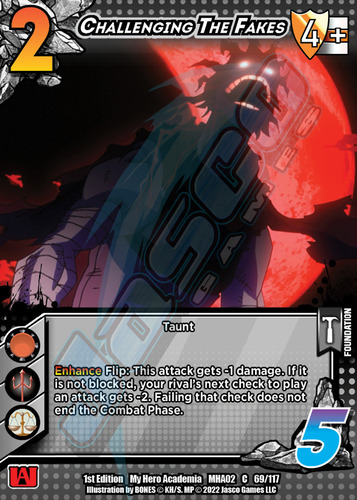 2
CHALLENGING THE FAKES
4 +
JASCO
GAMES
Taunt
Enhance Flip: This attack gets -1 damage. If it
is not blocked, your rival's next check to play
an attack gets -2. Failing that check does not
end the Combat Phase.
FOUNDATION
5
1st Edition My Hero Academia MHA02 C 69/117
Illustration by BONES © KH/S. MP © 2022 Jasco Games LLC